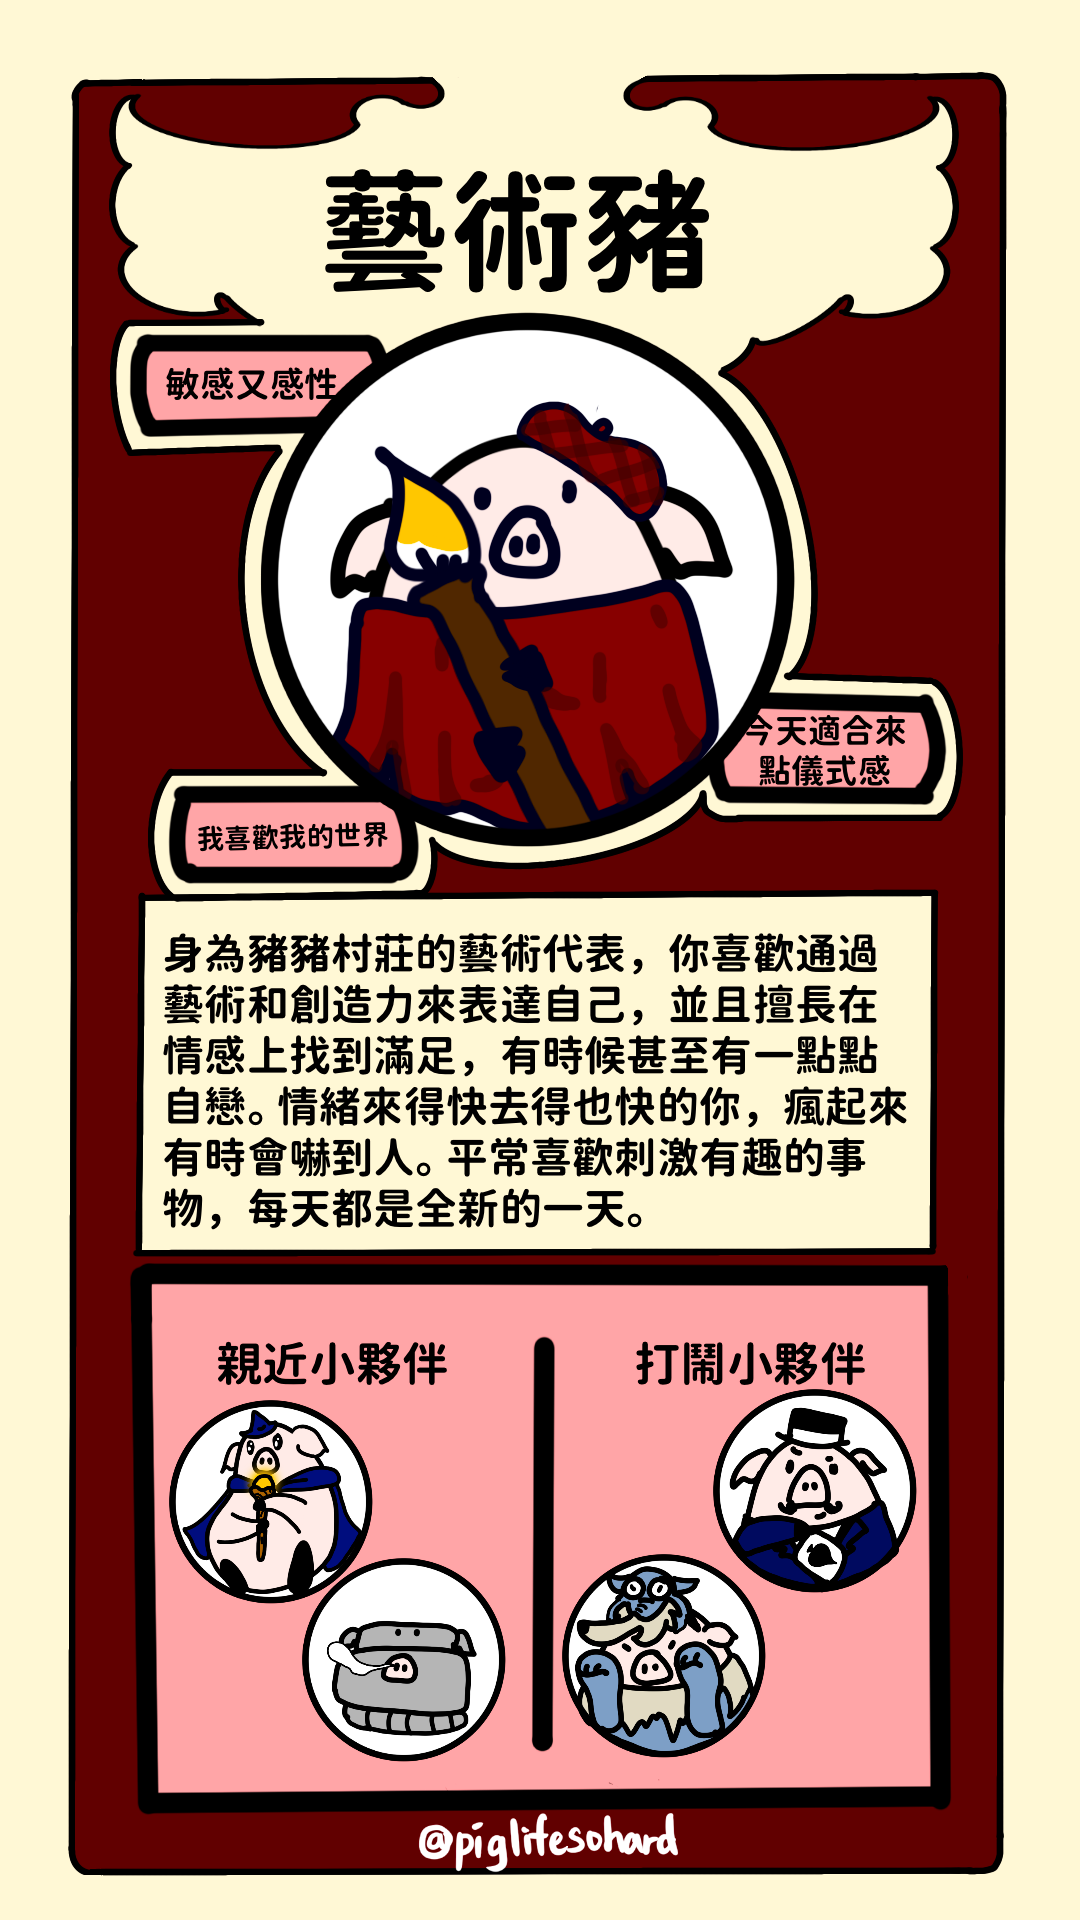 藝術豬
敏感又感性
今天適合來
點儀式感
我喜歡我的世界
身為豬豬村莊的藝術代表，你喜歡通過
藝術和創造力來表達自己，並且擅長在
情感上找到滿足，有時候甚至有一點點
自戀。情緒來得快去得也快的你，瘋起來
有時會嚇到人。平常喜歡刺激有趣的事
物，每天都是全新的一天。
親近小夥伴
打鬧小夥伴
@piglifesohard